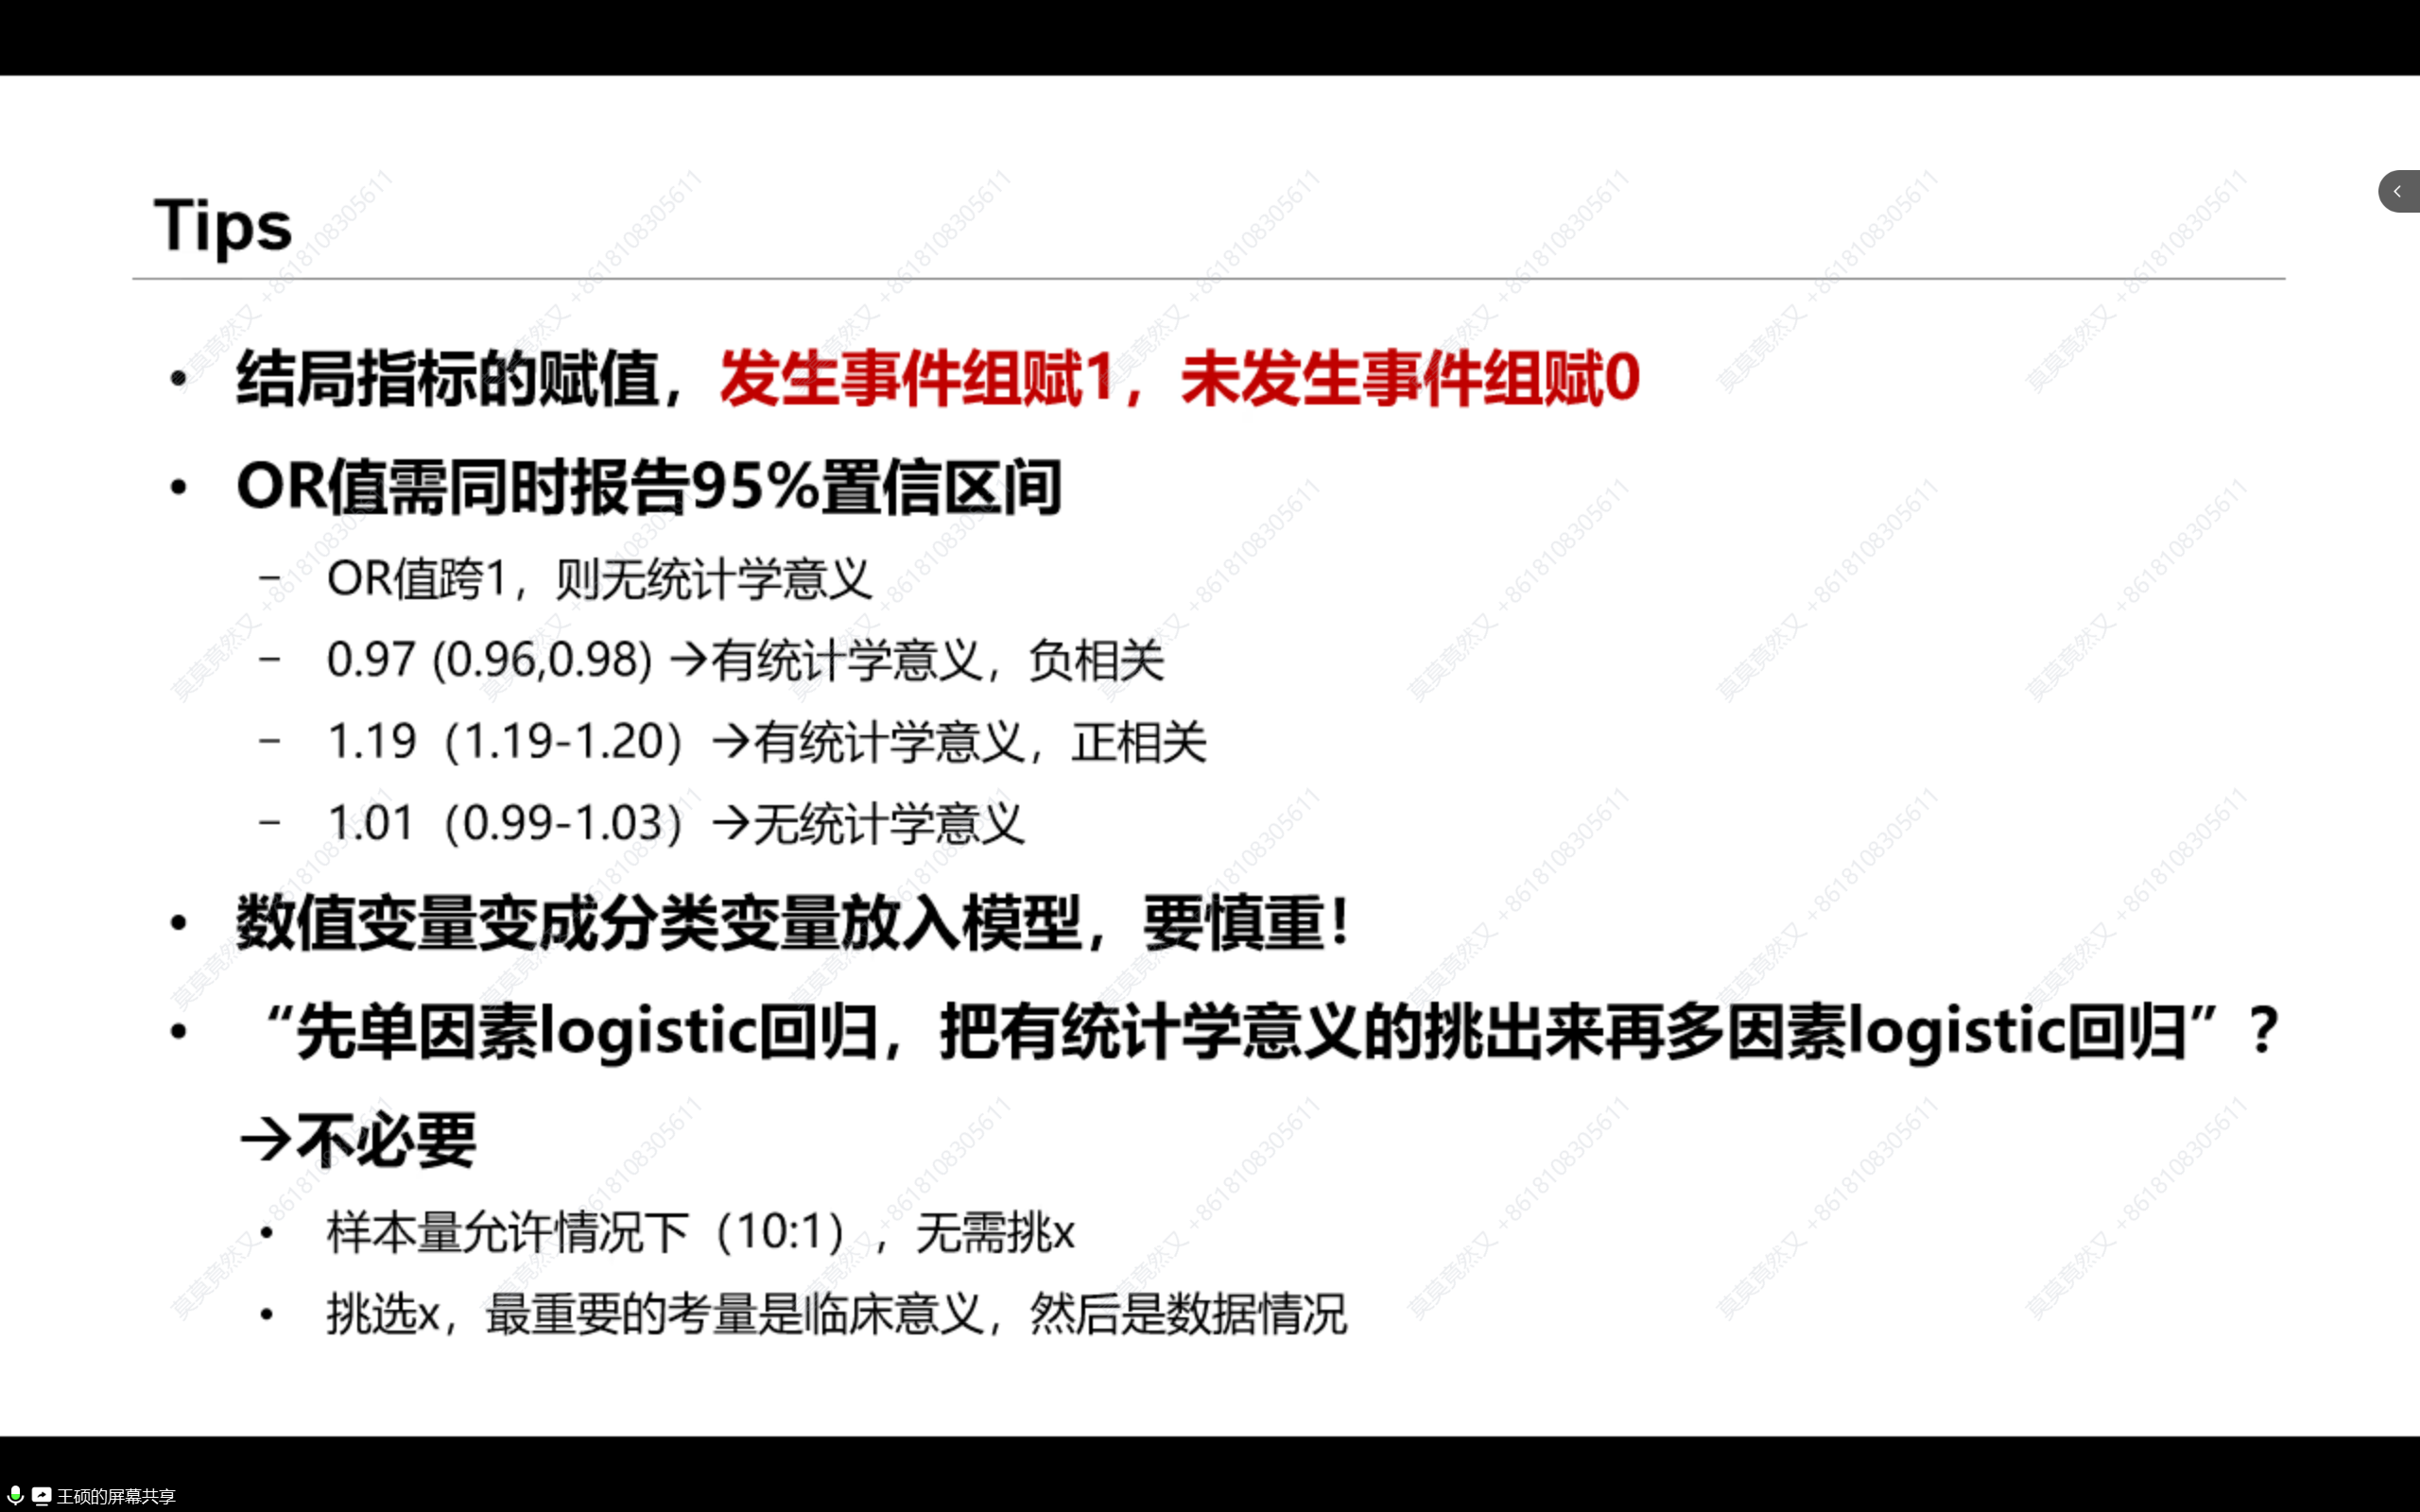 Tips
• 结局指标的赋值，发生事件组赋1，未发生事件组赋0
• OR值需同时报告95%置信区间
– OR值跨1，则无统计学意义
– 0.97 (0.96,0.98) →有统计学意义，负相关
– 1.19（1.19-1.20）→有统计学意义，正相关
– 1.01（0.99-1.03）→无统计学意义
• 数值变量变成分类变量放入模型，要慎重！
• “先单因素logistic回归，把有统计学意义的挑出来再多因素logistic回归”？
→不必要
• 样本量允许情况下（10:1），无需挑x
• 挑选x，最重要的考量是临床意义，然后是数据情况
王硕的屏幕共享